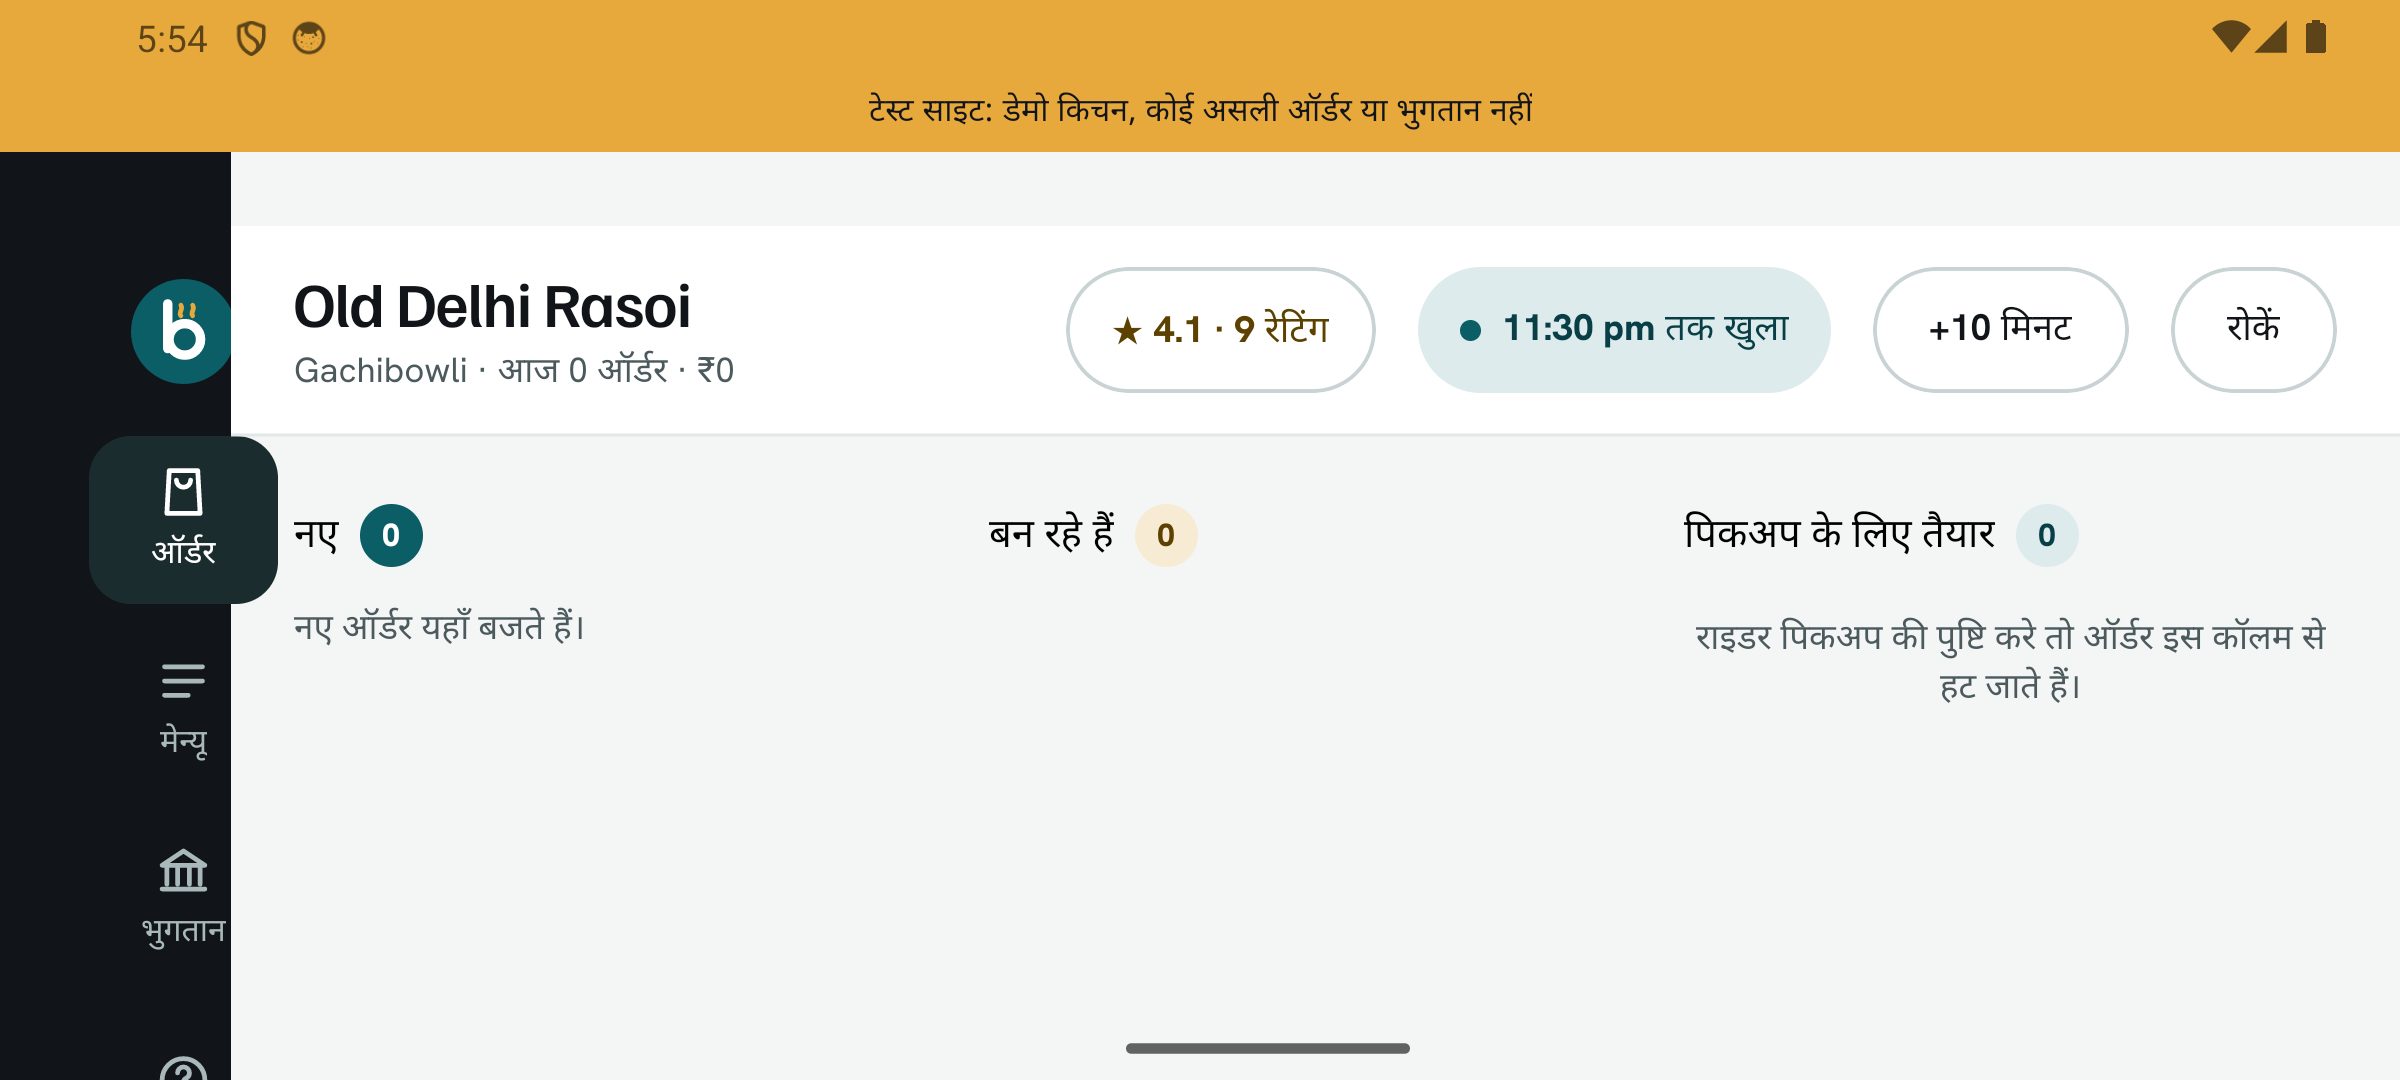 5:54
टेस्ट साइट: डेमो किचन, कोई असली ऑर्डर या भुगतान नहीं
b
Old Delhi Rasoi
Gachibowli · आज 0 ऑर्डर · ₹0
★ 4.1 · 9 रेटिंग
11:30 pm तक खुला
+10 मिनट
रोकें
ऑर्डर
मेन्यू
भुगतान
नए 0
नए ऑर्डर यहाँ बजते हैं।
बन रहे हैं 0
पिकअप के लिए तैयार 0
राइडर पिकअप की पुष्टि करे तो ऑर्डर इस कॉलम से
हट जाते हैं।